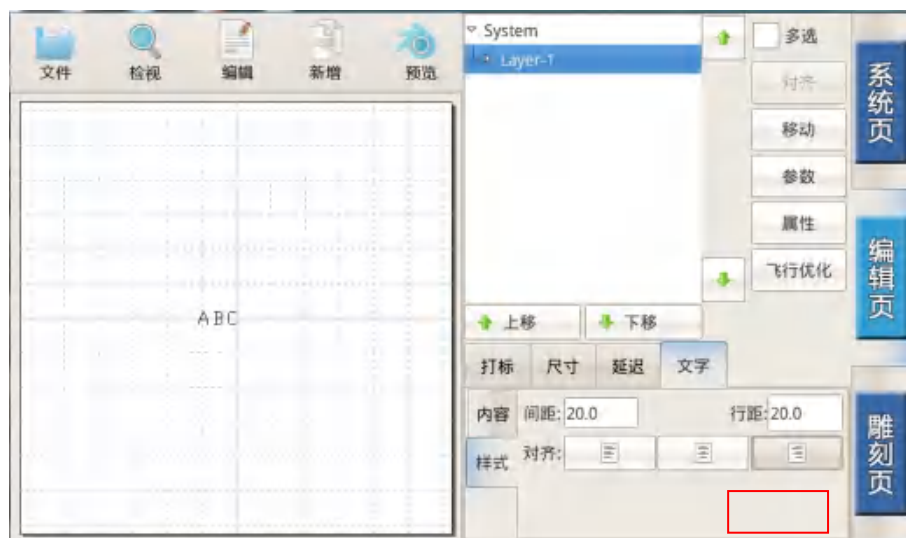 文件 检视 编辑 新增 预览
System
Layer-1
多选
对齐
移动
参数
属性
飞行优化
ABC
上移 下移
打标 尺寸 延迟 文字
内容 间距: 20.0 行距: 20.0
样式 对齐:
系统页
编辑页
雕刻页